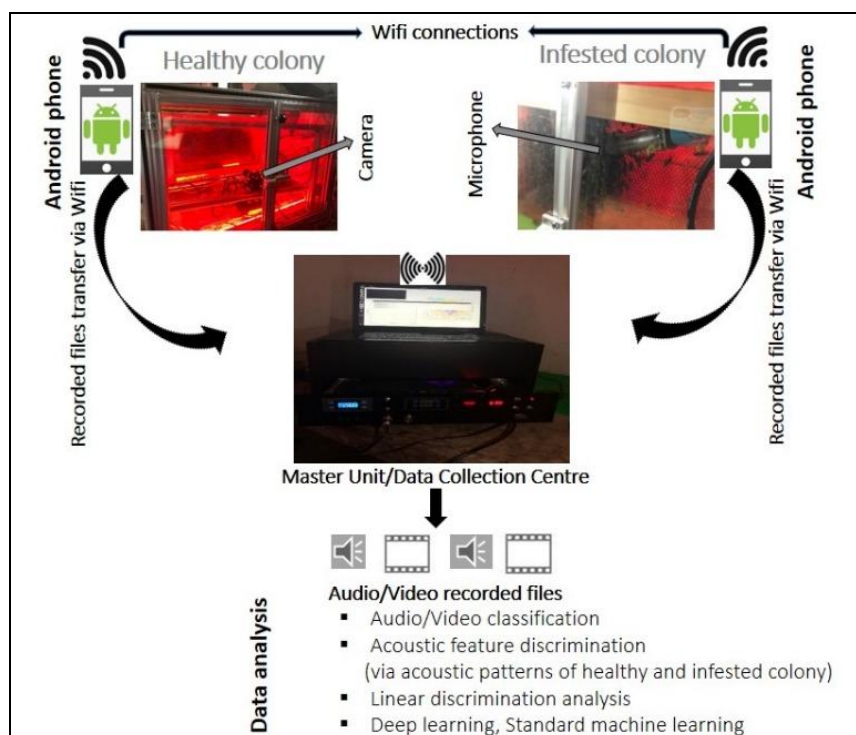 Wifi connections
Healthy colony
Infested colony
Android phone
Camera
Microphone
Android phone
Recorded files transfer via Wifi
Recorded files transfer via Wifi
Master Unit/Data Collection Centre
Data analysis
Audio/Video recorded files
▪ Audio/Video classification
▪ Acoustic feature discrimination
(via acoustic patterns of healthy and infested colony)
▪ Linear discrimination analysis
▪ Deep learning, Standard machine learning